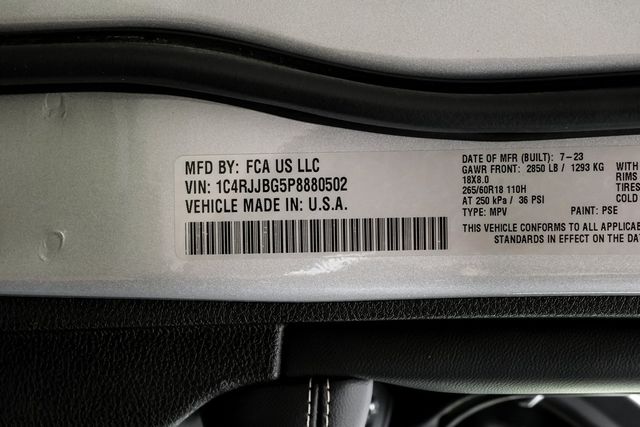 MFD BY: FCA US LLC
VIN: 1C4RJJBG5P8880502
VEHICLE MADE IN: U.S.A.
DATE OF MFR (BUILT): 7-23
GAWR FRONT: 2850 LB / 1293 KG WITH
18X8.0 RIMS
265/60R18 110H TIRES
AT 250 kPa / 36 PSI COLD
TYPE: MPV PAINT: PSE
THIS VEHICLE CONFORMS TO ALL
STANDARDS IN EFFECT ON THE